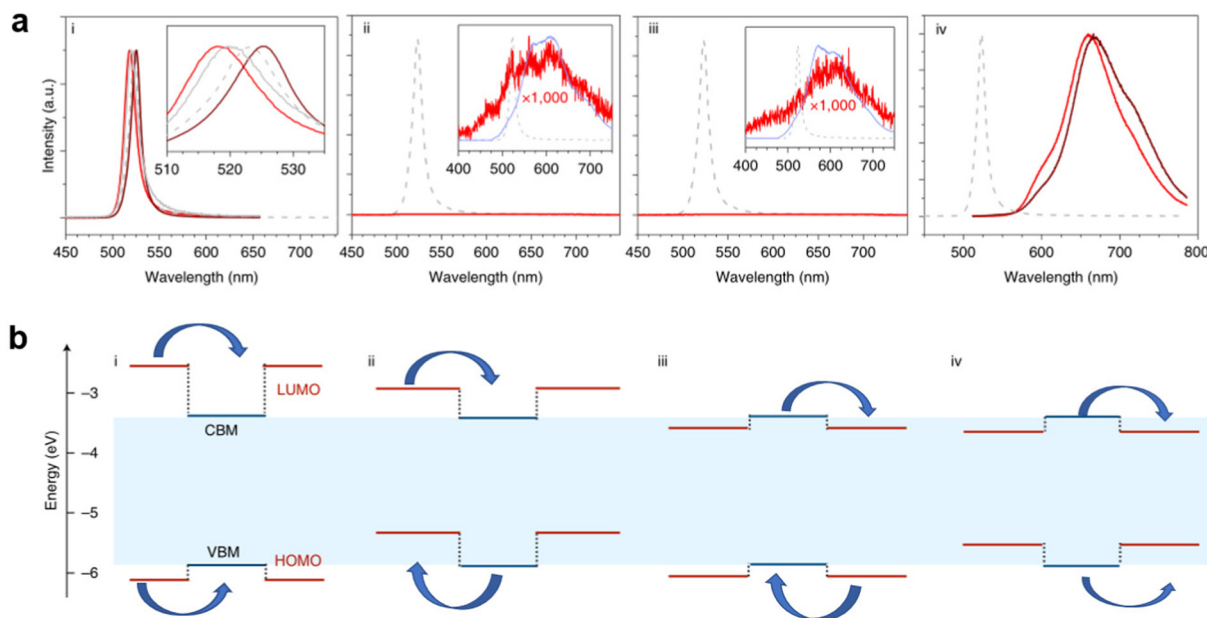 a
i
ii
iii
iv
Intensity (a.u.)
510 520 530
×1,000
400 500 600 700
×1,000
400 500 600 700
450 500 550 600 650 700
450 500 550 600 650 700
450 500 550 600 650 700
500 600 700 800
Wavelength (nm)
Wavelength (nm)
Wavelength (nm)
Wavelength (nm)
b
i
ii
iii
iv
Energy (eV)
–3
–4
–5
–6
LUMO
CBM
VBM
HOMO